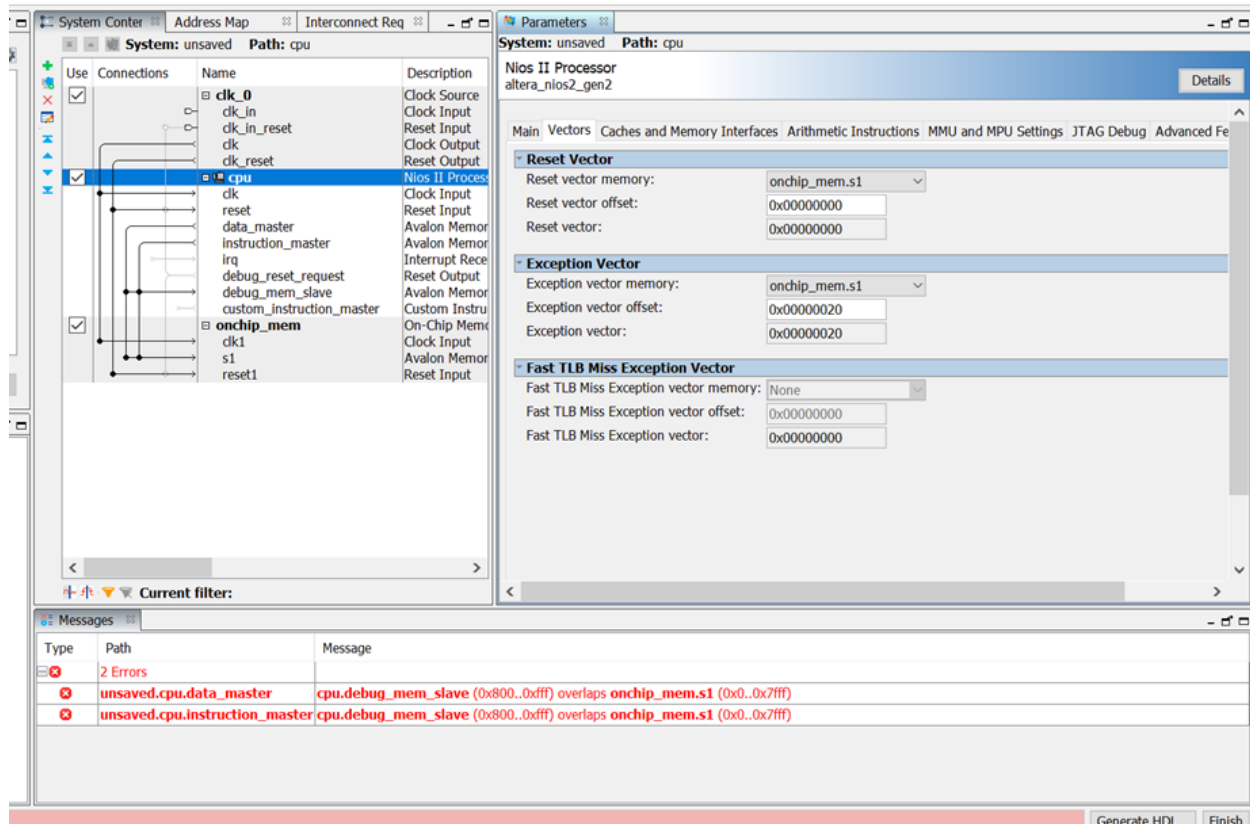 System Conter
Address Map
Interconnect Req
System: unsaved Path: cpu
Use Connections Name Description
clk_0 Clock Source
clk_in Clock Input
clk_in_reset Reset Input
clk Clock Output
clk_reset Reset Output
cpu Nios II Proces
clk Clock Input
reset Reset Input
data_master Avalon Memor
instruction_master Avalon Memor
irq Interrupt Rece
debug_reset_request Reset Output
debug_mem_slave Avalon Memor
custom_instruction_master Custom Instru
onchip_mem On-Chip Memo
clk1 Clock Input
s1 Avalon Memor
reset1 Reset Input
Current filter:
Parameters
System: unsaved Path: cpu
Nios II Processor
altera_nios2_gen2
Details
Main Vectors Caches and Memory Interfaces Arithmetic Instructions MMU and MPU Settings JTAG Debug Advanced Fe
Reset Vector
Reset vector memory: onchip_mem.s1
Reset vector offset: 0x00000000
Reset vector: 0x00000000
Exception Vector
Exception vector memory: onchip_mem.s1
Exception vector offset: 0x00000020
Exception vector: 0x00000020
Fast TLB Miss Exception Vector
Fast TLB Miss Exception vector memory: None
Fast TLB Miss Exception vector offset: 0x00000000
Fast TLB Miss Exception vector: 0x00000000
Messages
Type Path Message
2 Errors
unsaved.cpu.data_master cpu.debug_mem_slave (0x800..0xfff) overlaps onchip_mem.s1 (0x0..0x7fff)
unsaved.cpu.instruction_master cpu.debug_mem_slave (0x800..0xfff) overlaps onchip_mem.s1 (0x0..0x7fff)
Generate HDL... Finish